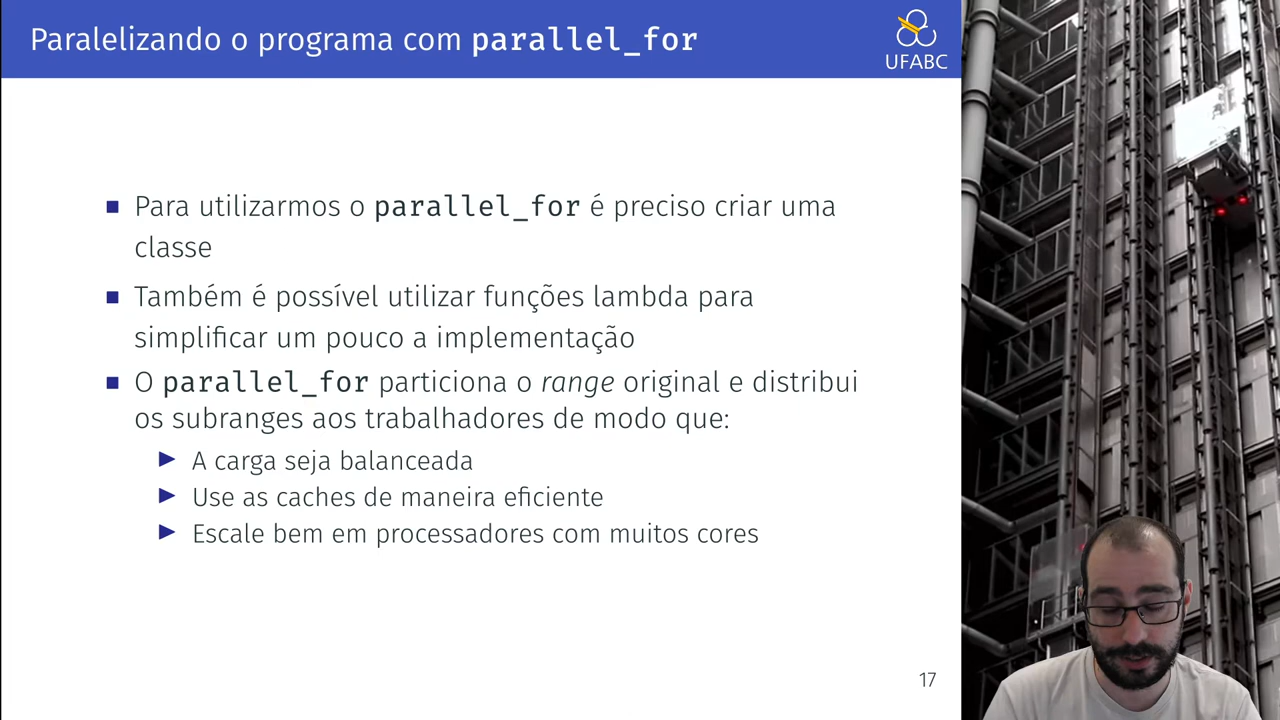 Paralelizando o programa com parallel_for
UFABC
Para utilizarmos o parallel_for é preciso criar uma
classe
Também é possível utilizar funções lambda para
simplificar um pouco a implementação
O parallel_for particiona o range original e distribui
os subranges aos trabalhadores de modo que:
A carga seja balanceada
Use as caches de maneira eficiente
Escale bem em processadores com muitos cores
17